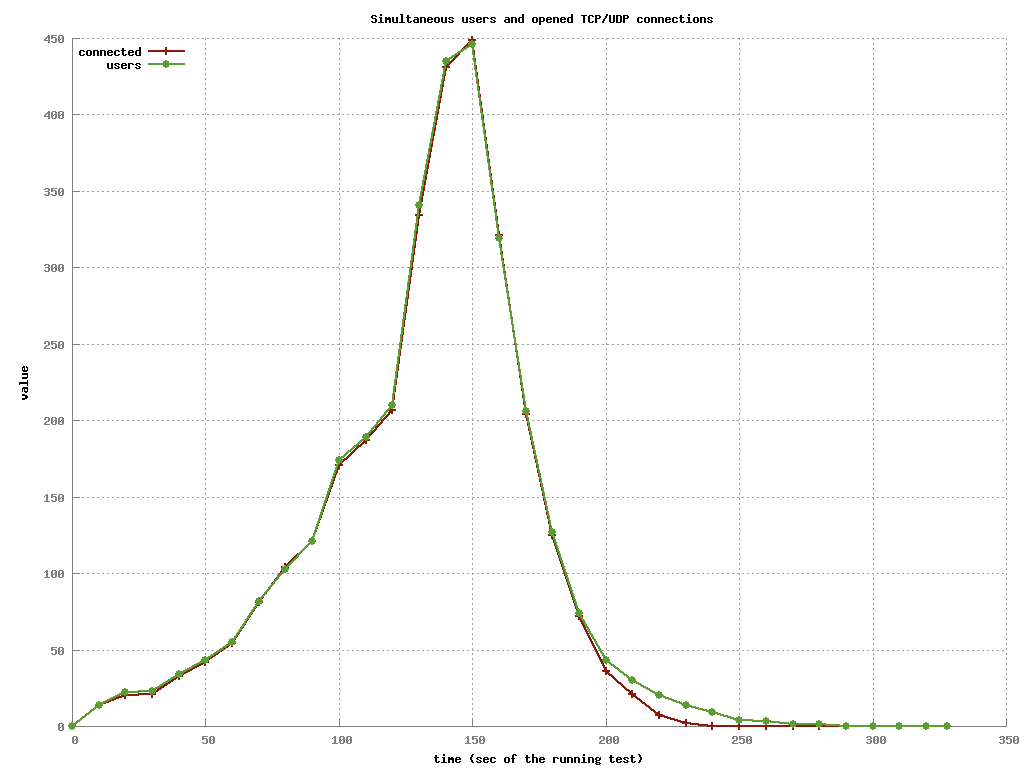 Simultaneous users and opened TCP/UDP connections
connected
users
450
400
350
300
250
200
150
100
50
0
value
0 50 100 150 200 250 300 350
time (sec of the running test)